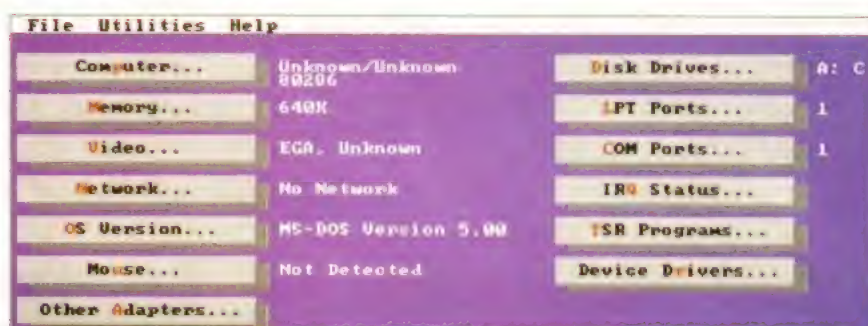 File Utilities Help
Computer... Unknown/Unknown Disk Drives... A: C
80286
Memory... 640K LPT Ports... 1
Video... EGA, Unknown COM Ports... 1
Network... No Network IRQ Status...
OS Version... MS-DOS Version 5.00 TSR Programs...
Mouse... Not Detected Device Drivers...
Other Adapters...